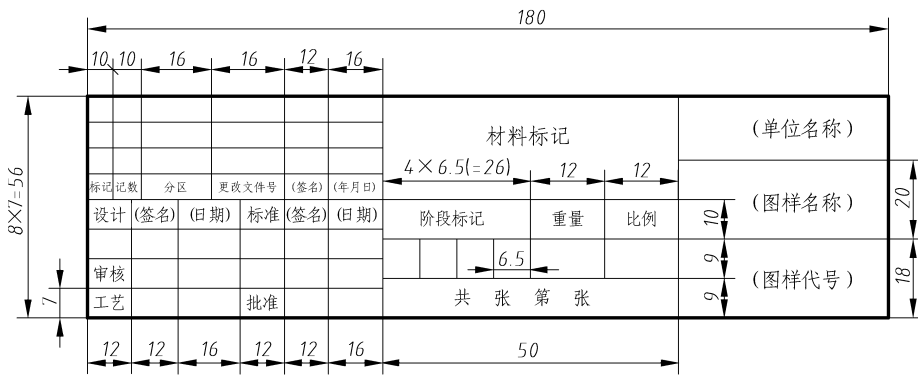 180
10 10 16 16 12 16
材料标记
(单位名称)
4×6.5(=26) 12 12
8×7=56
标记 记数 分区 更改文件号 (签名) (年月日)
设计 (签名) (日期) 标准 (签名) (日期)
阶段标记 重量 比例 10
(图样名称) 20
6.5 9
审核
(图样代号) 18
7 工艺 批准
共 张 第 张 9
12 12 16 12 12 16 50